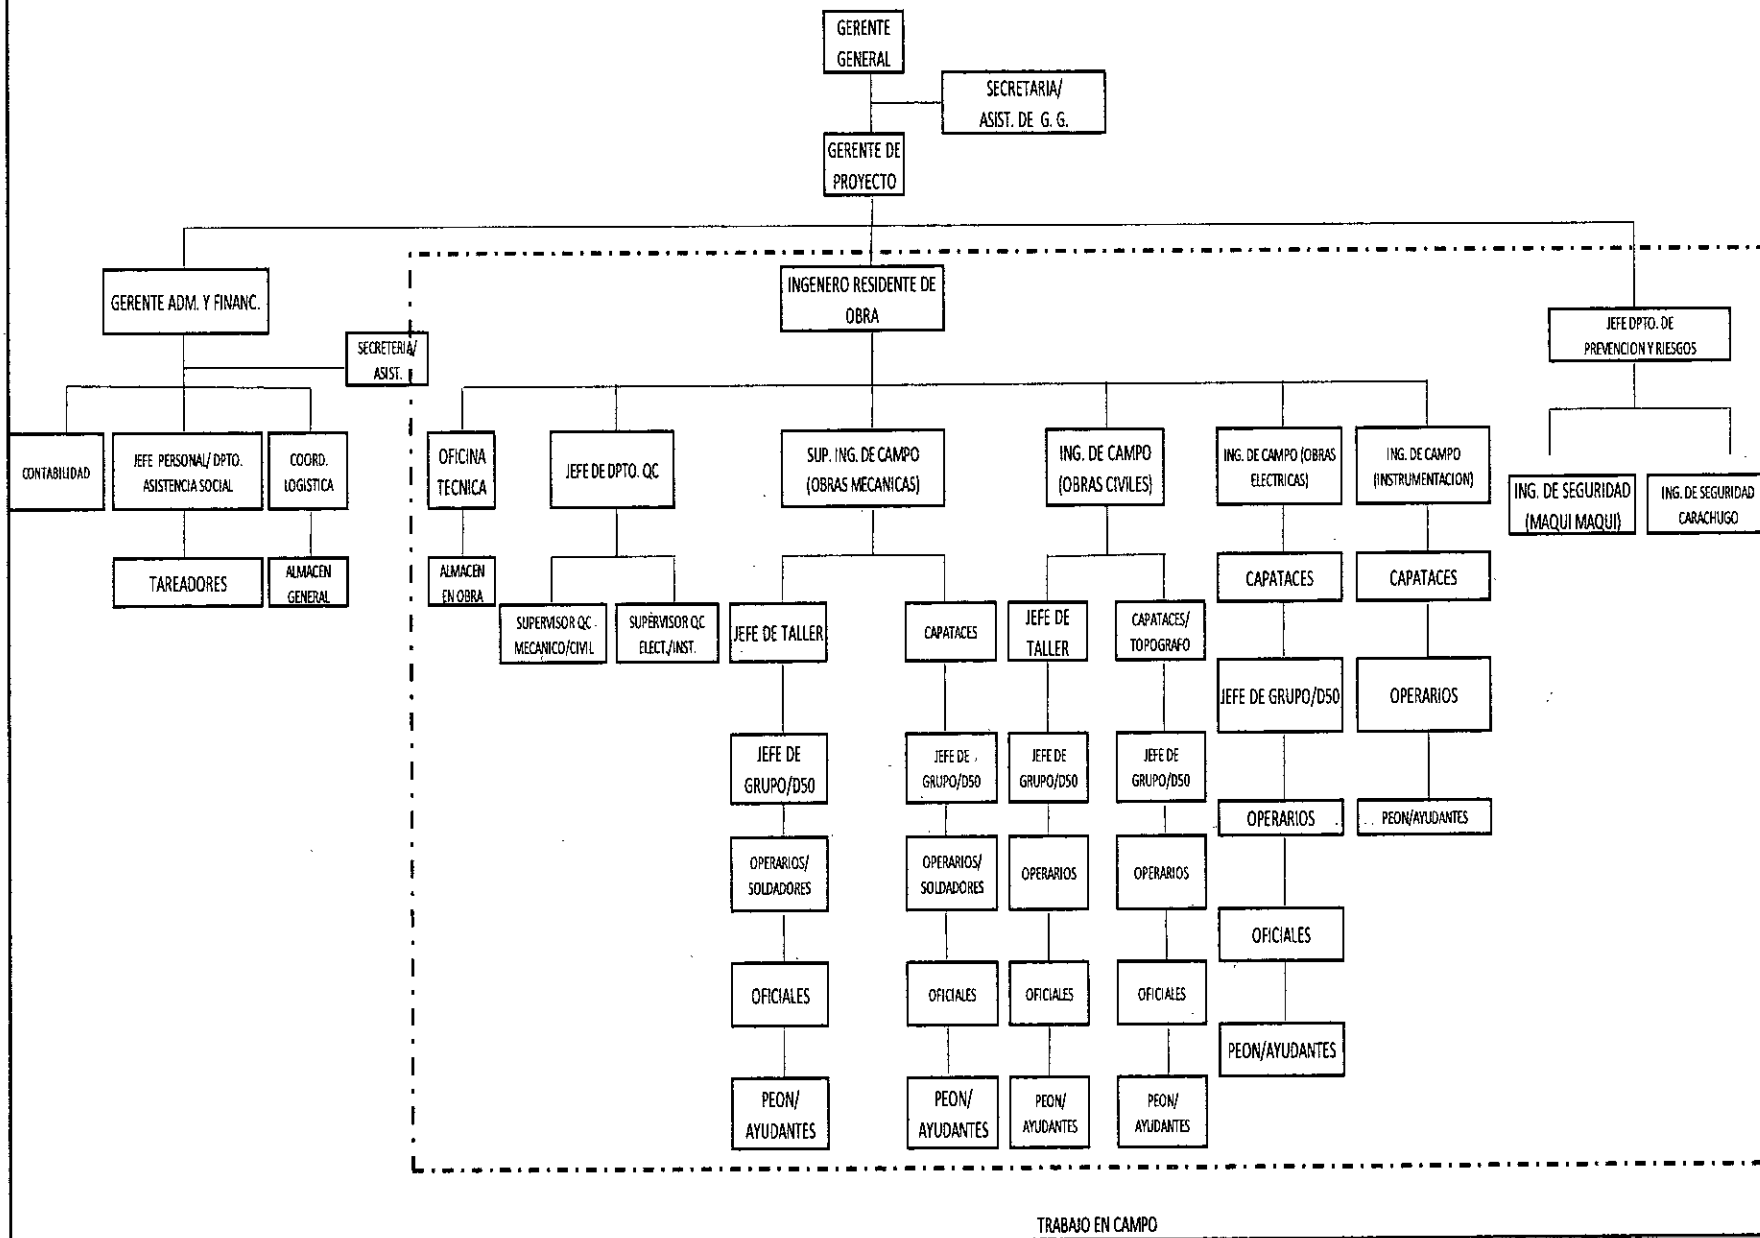 GERENTE
GENERAL
SECRETARIA/
ASIST. DE G. G.
GERENTE DE
PROYECTO
GERENTE ADM. Y FINANC.
INGENERO RESIDENTE DE
OBRA
JEFE DPTO. DE
PREVENCION Y RIESGOS
SECRETERIA/
ASIST.
CONTABILIDAD
JEFE PERSONAL/ DPTO.
ASISTENCIA SOCIAL
COORD.
LOGISTICA
OFICINA
TECNICA
JEFE DE DPTO. QC
SUP. ING. DE CAMPO
(OBRAS MECANICAS)
ING. DE CAMPO
(OBRAS CIVILES)
ING. DE CAMPO (OBRAS
ELECTRICAS)
ING. DE CAMPO
(INSTRUMENTACION)
ING. DE SEGURIDAD
(MAQUI MAQUI)
ING. DE SEGURIDAD
CARACHUGO
TAREADORES
ALMACEN
GENERAL
ALMACEN
EN OBRA
SUPERVISOR QC
MECANICO/CIVIL
SUPERVISOR QC
ELECT./INST.
JEFE DE TALLER
CAPATACES
JEFE DE
TALLER
CAPATACES/
TOPOGRAFO
CAPATACES
CAPATACES
JEFE DE GRUPO/D50
OPERARIOS
JEFE DE
GRUPO/D50
JEFE DE
GRUPO/D50
JEFE DE
GRUPO/D50
JEFE DE
GRUPO/D50
OPERARIOS
PEON/AYUDANTES
OPERARIOS/
SOLDADORES
OPERARIOS/
SOLDADORES
OPERARIOS
OPERARIOS
OFICIALES
OFICIALES
OFICIALES
OFICIALES
OFICIALES
PEON/AYUDANTES
PEON/
AYUDANTES
PEON/
AYUDANTES
PEON/
AYUDANTES
PEON/
AYUDANTES
TRABAJO EN CAMPO